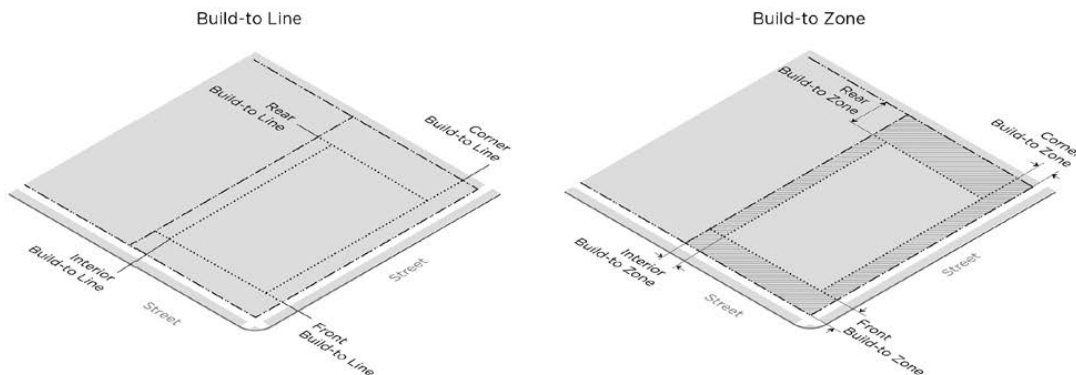 Build-to Line
Rear
Build-to Line
Corner
Build-to Line
Interior
Build-to Line
Street
Street
Front
Build-to Line
Build-to Zone
Rear
Build-to Zone
Corner
Build-to Zone
Interior
Build-to Zone
Street
Street
Front
Build-to Zone